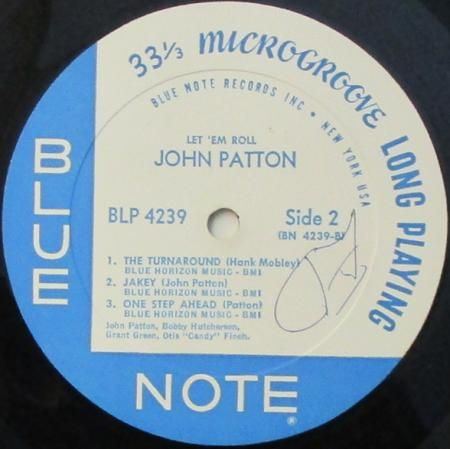 33⅓ MICROGROOVE LONG PLAYING
BLUE NOTE RECORDS INC • NEW YORK USA
LET 'EM ROLL
JOHN PATTON
BLP 4239
Side 2
(BN 4239-B)
1. THE TURNAROUND (Hank Mobley)
BLUE HORIZON MUSIC - BMI
2. JAKEY (John Patton)
BLUE HORIZON MUSIC - BMI
3. ONE STEP AHEAD (Patton)
BLUE HORIZON MUSIC - BMI
John Patton, Bobby Hutcherson,
Grant Green, Otis "Candy" Finch.
BLUE
NOTE
®